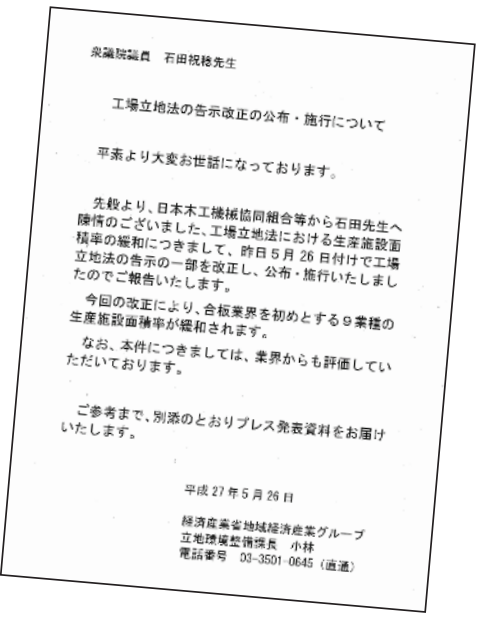 衆議院議員　石田祝稔先生
工場立地法の告示改正の公布・施行について
平素より大変お世話になっております。
先般より、日本木工機械協同組合等から石田先生へ
陳情のございました、工場立地法における生産施設面
積率の緩和につきまして、昨日５月 26 日付けで工場
立地法の告示の一部を改正し、公布・施行いたしまし
たのでご報告いたします。
今回の改正により、合板業界を初めとする９業種の
生産施設面積率が緩和されます。
なお、本件につきましては、業界からも評価してい
ただいております。
ご参考まで、別添のとおりプレス発表資料をお届け
いたします。
平成 27 年 5 月 26 日
経済産業省地域経済産業グループ
立地環境整備課長　小林
電話番号　03-3501-0645（直通）